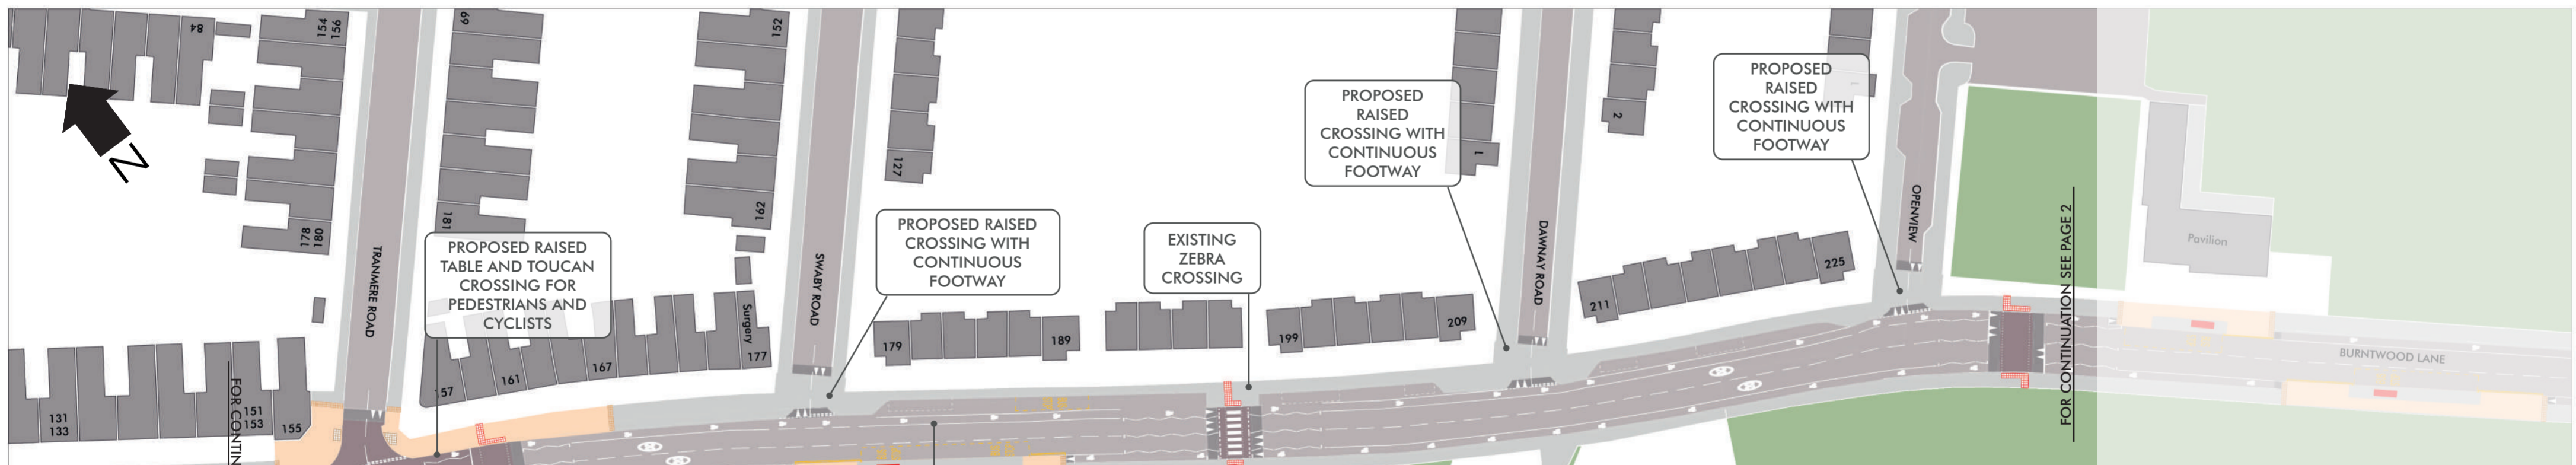 84
154
156
69
152
N
178
180
181
162
127
1
2
1
TRANMERE ROAD
SWABY ROAD
DAWNAY ROAD
OPENVIEW
PROPOSED RAISED
TABLE AND TOUCAN
CROSSING FOR
PEDESTRIANS AND
CYCLISTS
PROPOSED RAISED
CROSSING WITH
CONTINUOUS
FOOTWAY
EXISTING
ZEBRA
CROSSING
PROPOSED
RAISED
CROSSING WITH
CONTINUOUS
FOOTWAY
PROPOSED
RAISED
CROSSING WITH
CONTINUOUS
FOOTWAY
Pavilion
FOR CONTINUATION SEE PAGE 2
BURNTWOOD LANE
131
133
FOR CONTIN
151
153
155
157
161
167
Surgery
177
179
189
199
209
211
225